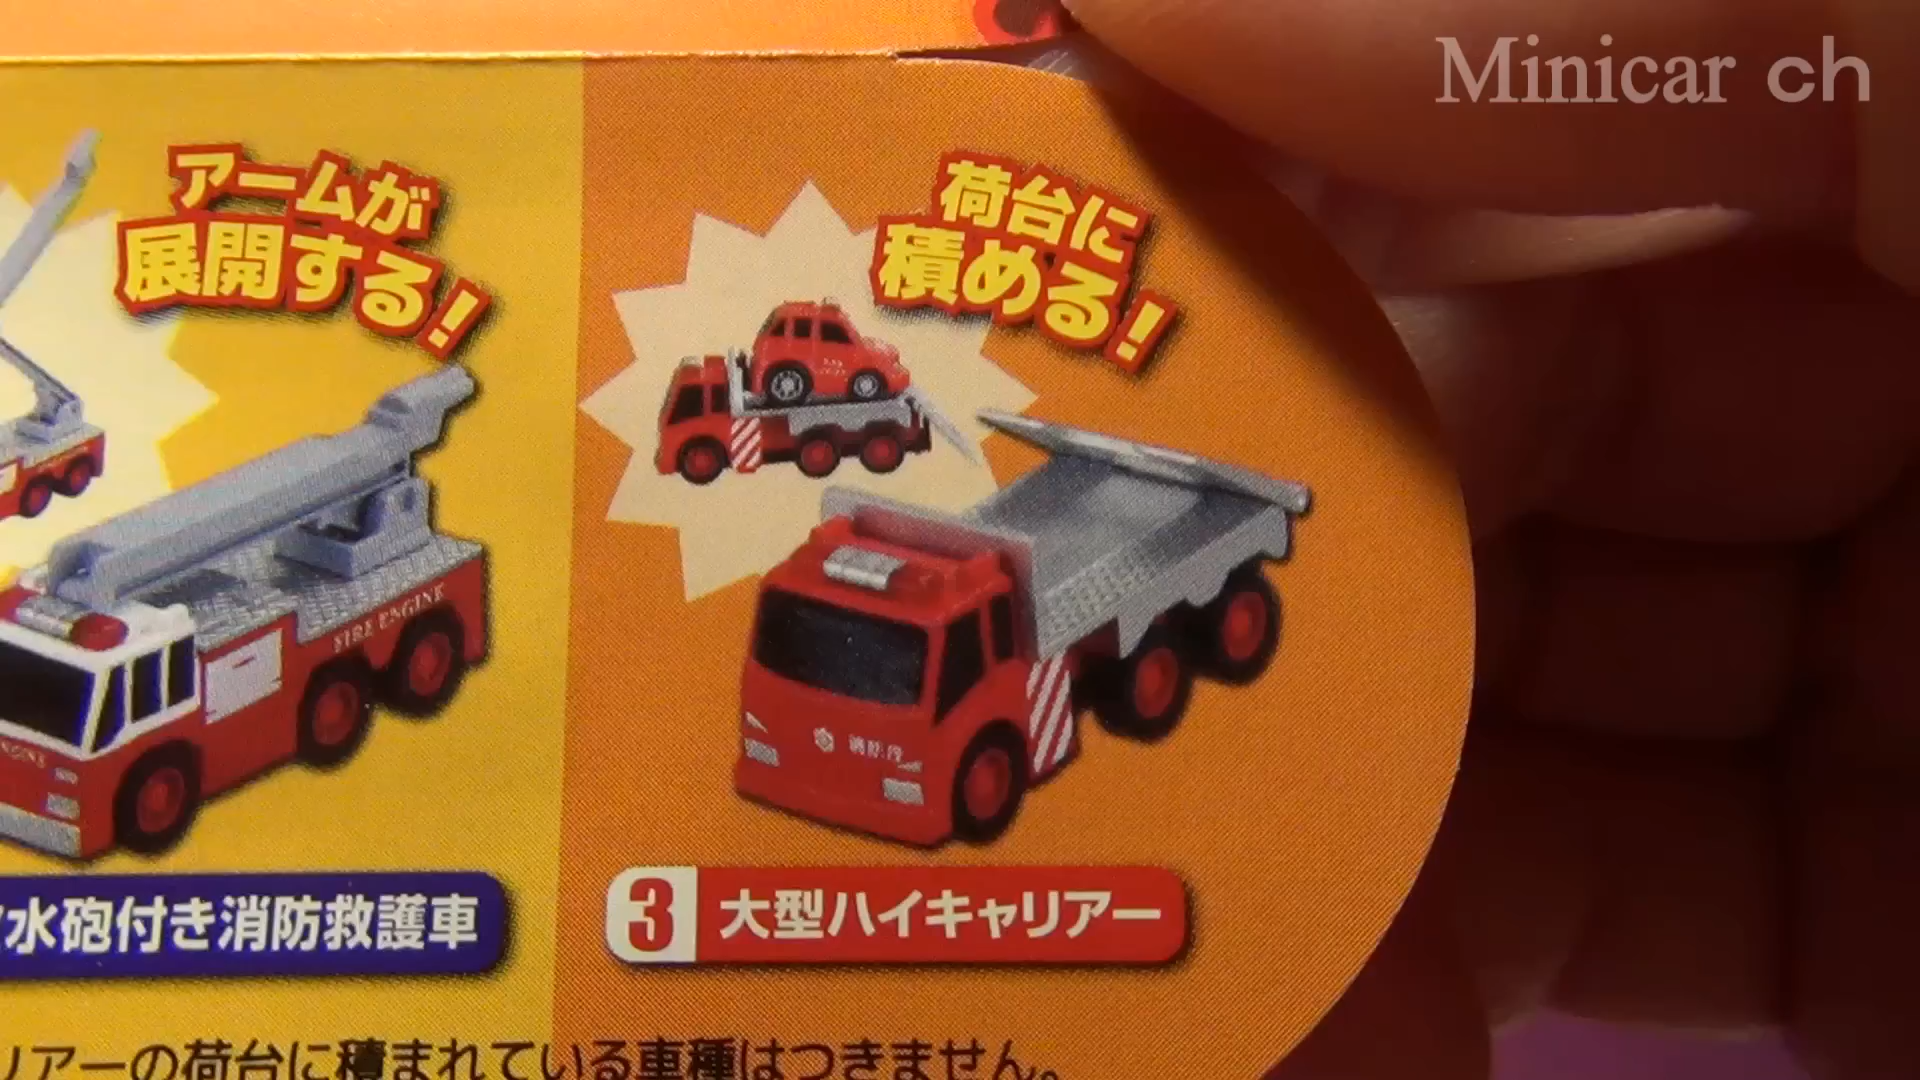 Minicar ch
アームが
展開する!
荷台に
積める!
FIRE ENGINE
消防庁
水砲付き消防救護車
3 大型ハイキャリアー
リアーの荷台に積まれている車種はつきません。